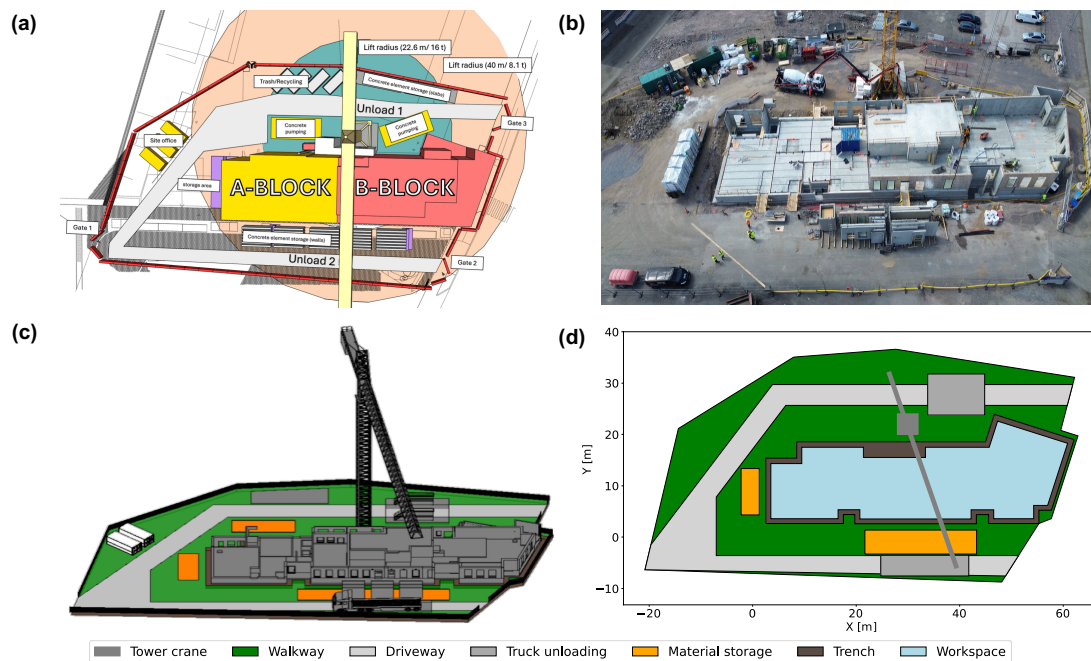 (a)
Lift radius (22.6 m/ 16 t)
Lift radius (40 m/ 8.1 t)
Trash/Recycling
Concrete element storage (slabs)
Unload 1
Gate 3
Concrete
pumping
Concrete
pumping
Site office
storage area
A-BLOCK
B-BLOCK
Gate 1
Concrete element storage (walls)
Unload 2
Gate 2
(b)
(c)
(d)
40
30
20
10
0
−10
Y [m]
−20
0
20
40
60
X [m]
Tower crane
Walkway
Driveway
Truck unloading
Material storage
Trench
Workspace